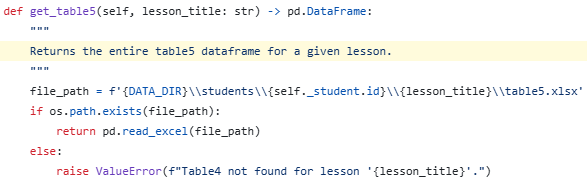 def get_table5(self, lesson_title: str) -> pd.DataFrame:
    """
    Returns the entire table5 dataframe for a given lesson.
    """
    file_path = f'{DATA_DIR}\\students\\{self._student.id}\\{lesson_title}\\table5.xlsx'
    if os.path.exists(file_path):
        return pd.read_excel(file_path)
    else:
        raise ValueError(f"Table4 not found for lesson '{lesson_title}'.")